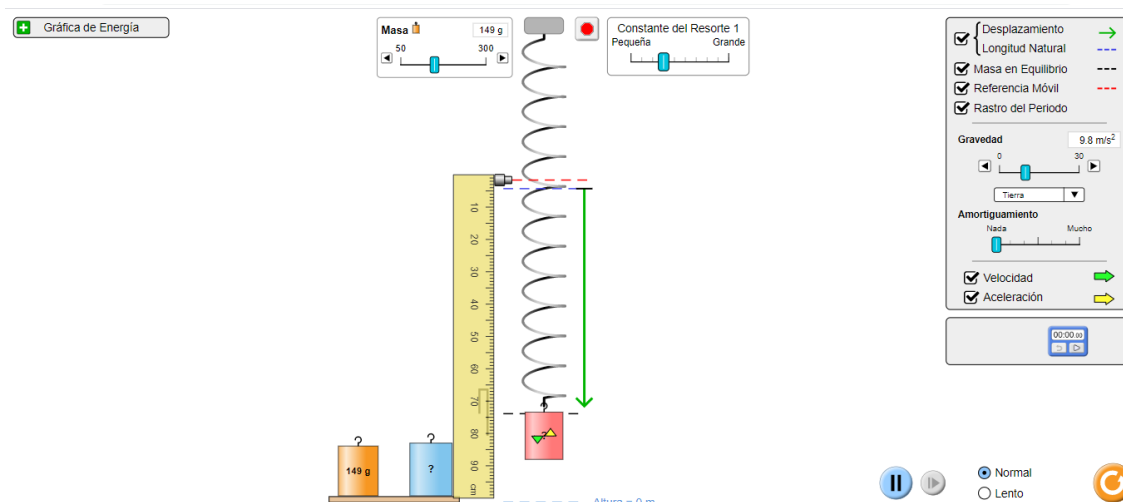 Gráfica de Energía
Masa
149 g
50
300
Constante del Resorte 1
Pequeña
Grande
Desplazamiento
Longitud Natural
Masa en Equilibrio
Referencia Móvil
Rastro del Periodo
Gravedad
9.8 m/s²
0
30
Tierra
Amortiguamiento
Nada
Mucho
Velocidad
Aceleración
00:00.00
10
20
30
40
50
60
70
80
90
cm
149 g
?
?
Altura = 0 m
Normal
Lento